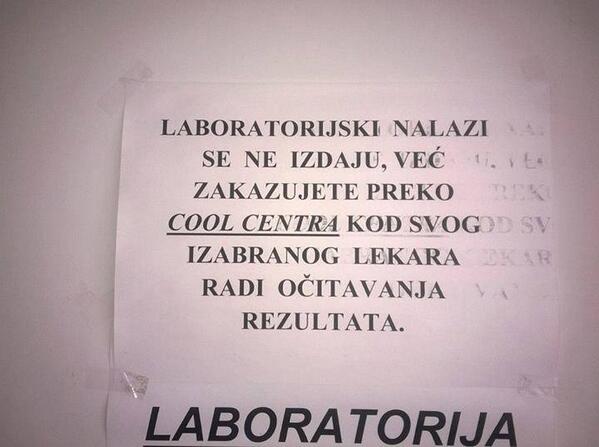 LABORATORIJSKI NALAZI
SE NE IZDAJU, VEĆ
ZAKAZUJETE PREKO
COOL CENTRA KOD SVOG
IZABRANOG LEKARA
RADI OČITAVANJA
REZULTATA.
LABORATORIJA